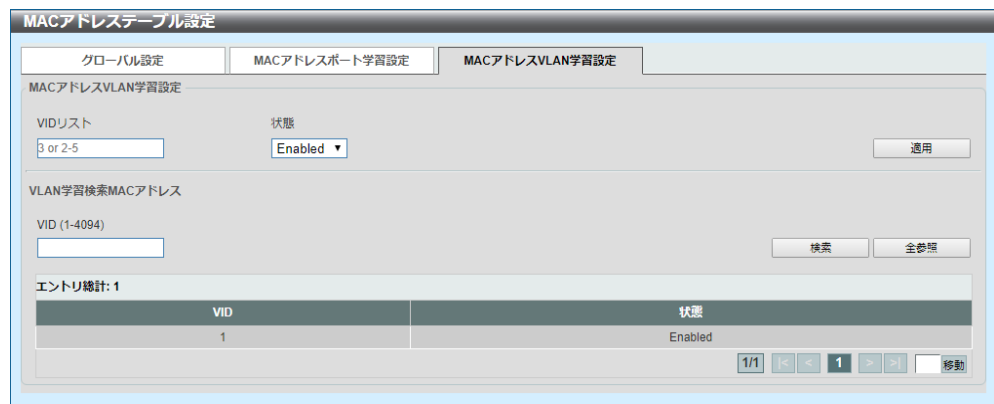 MACアドレステーブル設定
グローバル設定 MACアドレスポート学習設定 MACアドレスVLAN学習設定
MACアドレスVLAN学習設定
VIDリスト 状態
3 or 2-5 Enabled ▼ 適用
VLAN学習検索MACアドレス
VID (1-4094)
検索 全参照
エントリ総計: 1
VID 状態
1 Enabled
1/1 |< < 1 > >| 移動